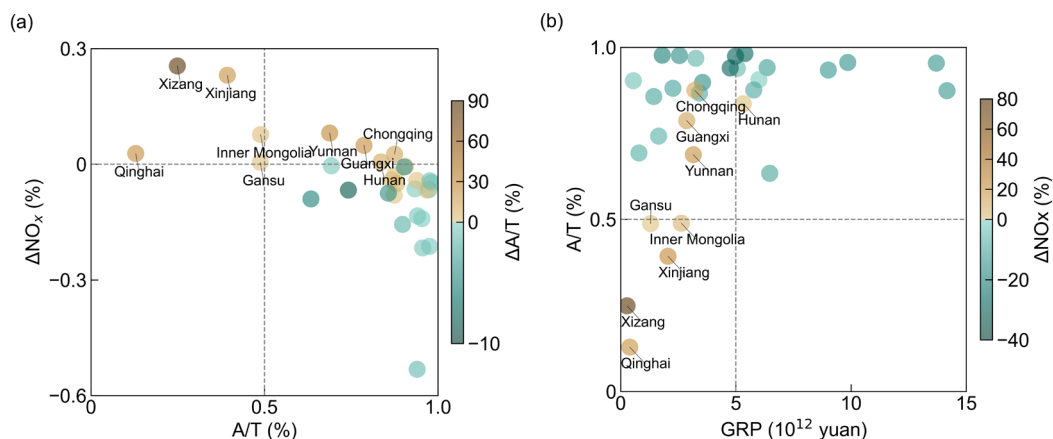 (a)
0.3
0
−0.3
−0.6
ΔNOx (%)
Xizang
Xinjiang
Qinghai
Inner Mongolia
Gansu
Yunnan
Guangxi
Chongqing
Hunan
0
0.5
1.0
A/T (%)
90
60
30
0
−10
ΔA/T (%)
(b)
1.0
0.5
0
A/T (%)
Chongqing
Hunan
Guangxi
Yunnan
Gansu
Inner Mongolia
Xinjiang
Xizang
Qinghai
0
5
10
15
GRP (10¹² yuan)
80
60
40
20
0
−20
−40
ΔNOx (%)